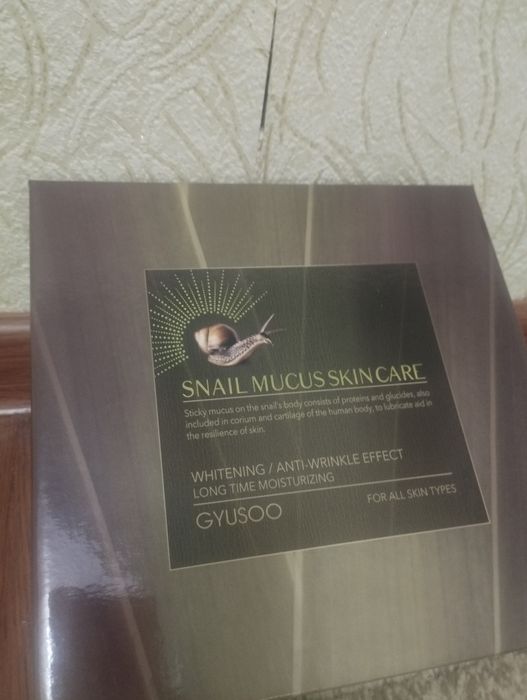 SNAIL MUCUS SKIN CARE
Sticky mucus on the snail's body consists of proteins and glucides, also
included in corium and cartilage of the human body, to lubricate aid in
the resilience of skin.
WHITENING / ANTI-WRINKLE EFFECT
LONG TIME MOISTURIZING
FOR ALL SKIN TYPES
GYUSOO